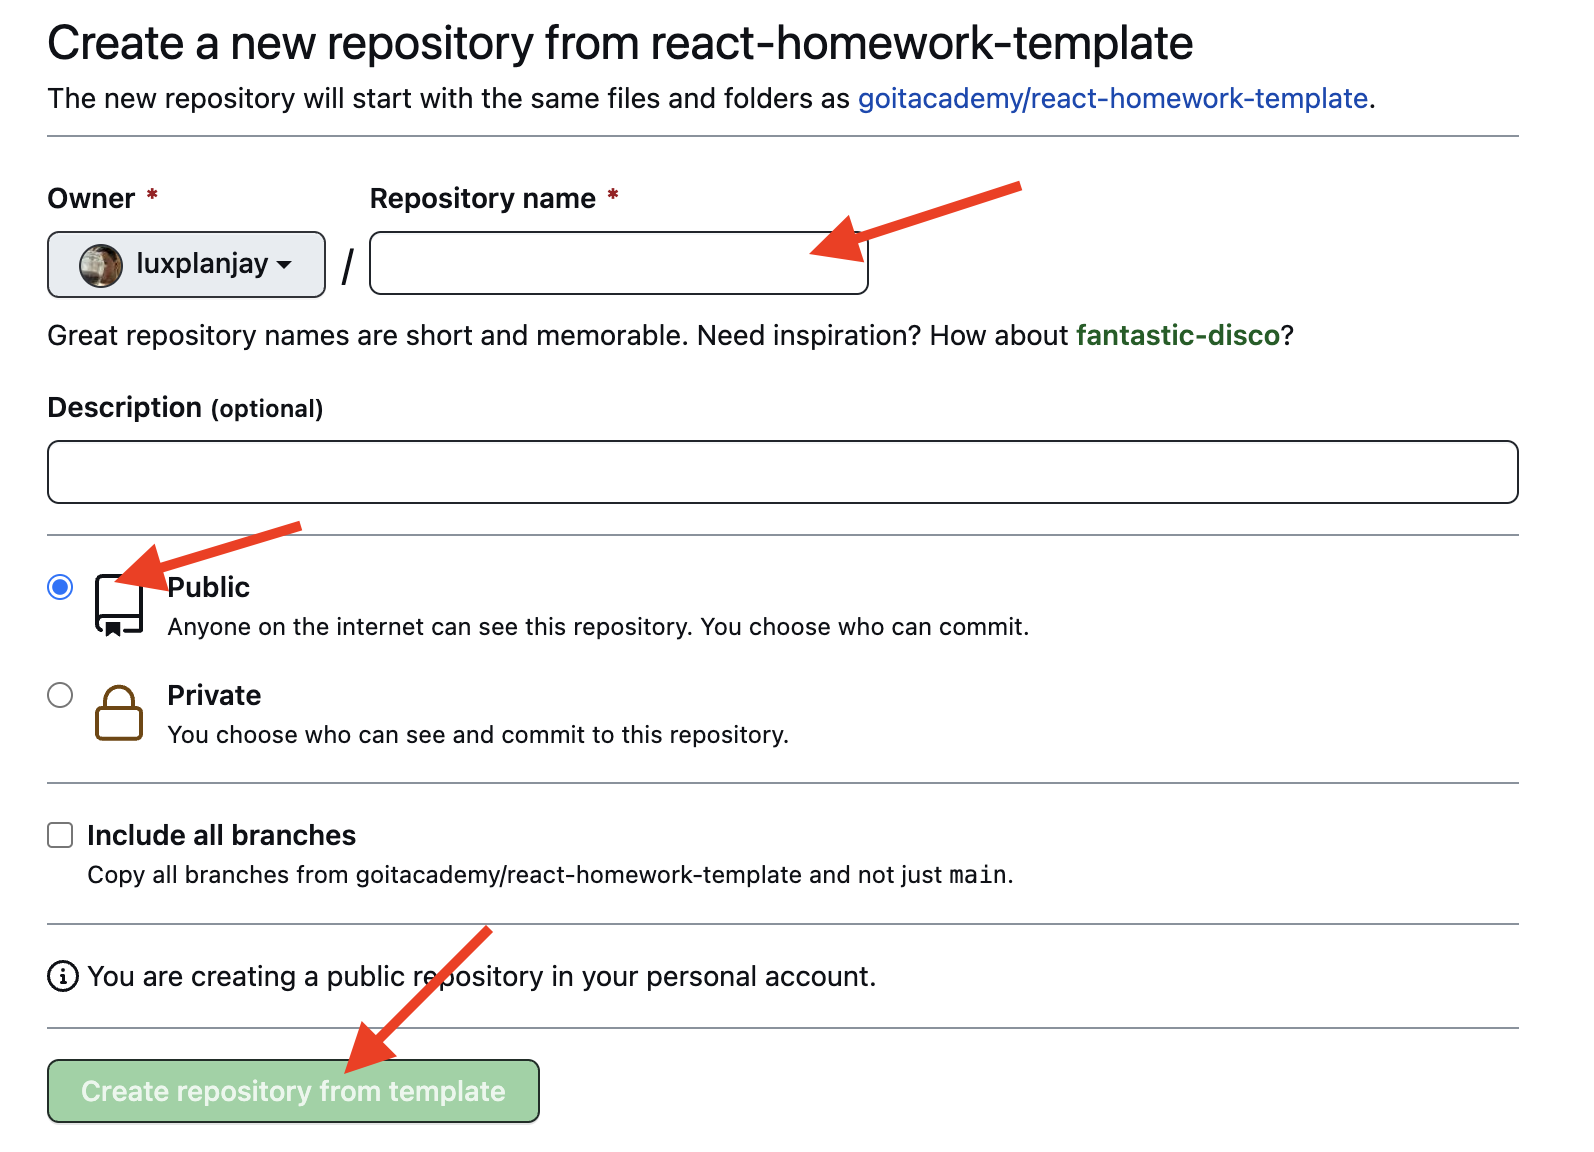 Create a new repository from react-homework-template
The new repository will start with the same files and folders as goitacademy/react-homework-template.
Owner * Repository name *
luxplanjay /
Great repository names are short and memorable. Need inspiration? How about fantastic-disco?
Description (optional)
Public
Anyone on the internet can see this repository. You choose who can commit.
Private
You choose who can see and commit to this repository.
Include all branches
Copy all branches from goitacademy/react-homework-template and not just main.
You are creating a public repository in your personal account.
Create repository from template